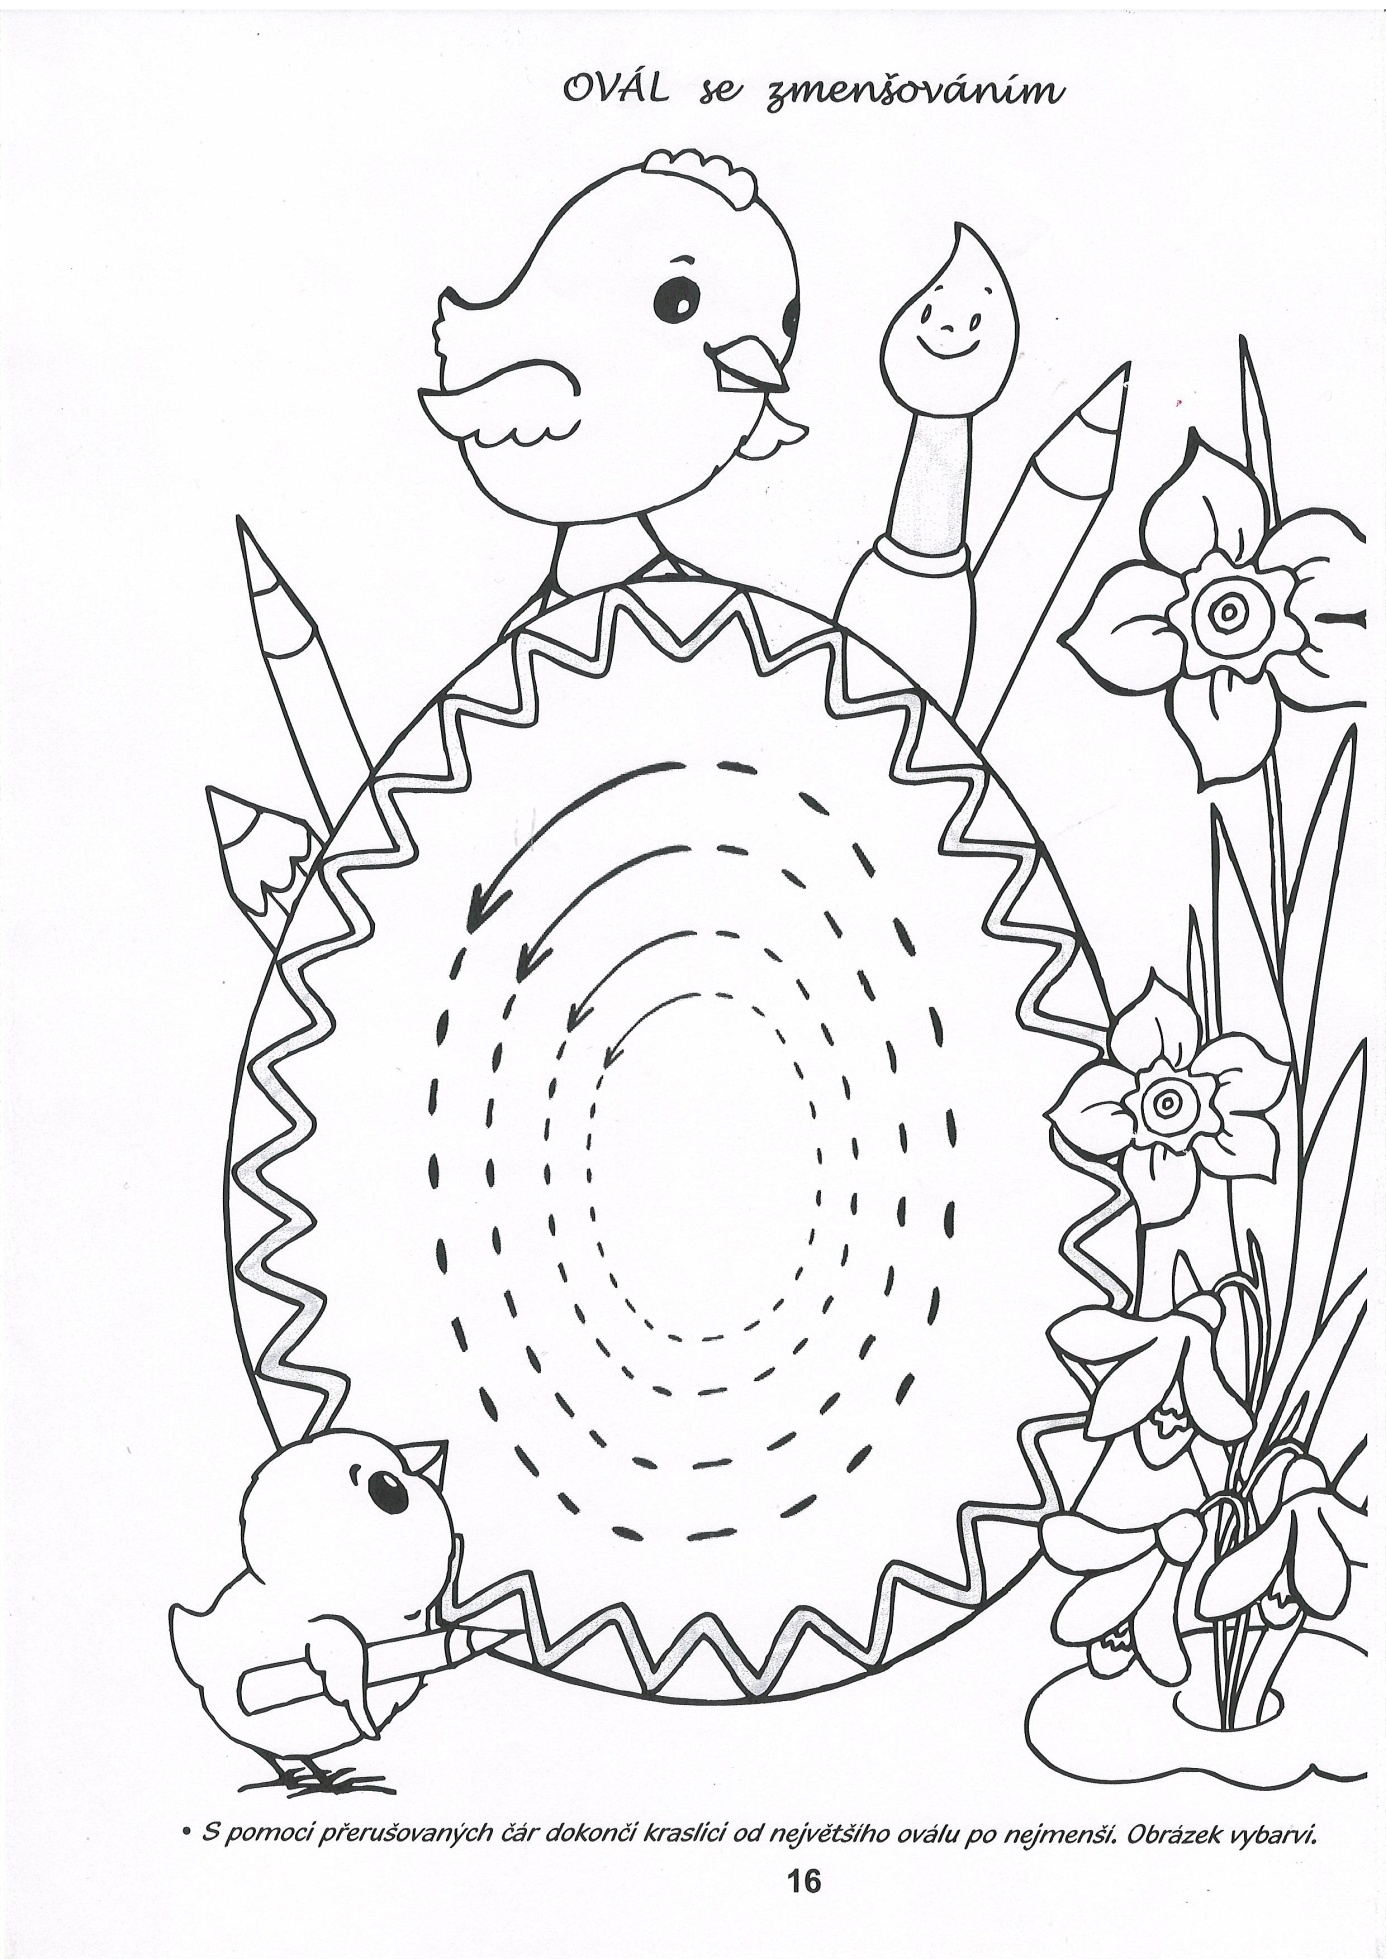 OVÁL se zmenšováním
• S pomocí přerušovaných čár dokonči kraslici od největšího oválu po nejmenší. Obrázek vybarvi.
16